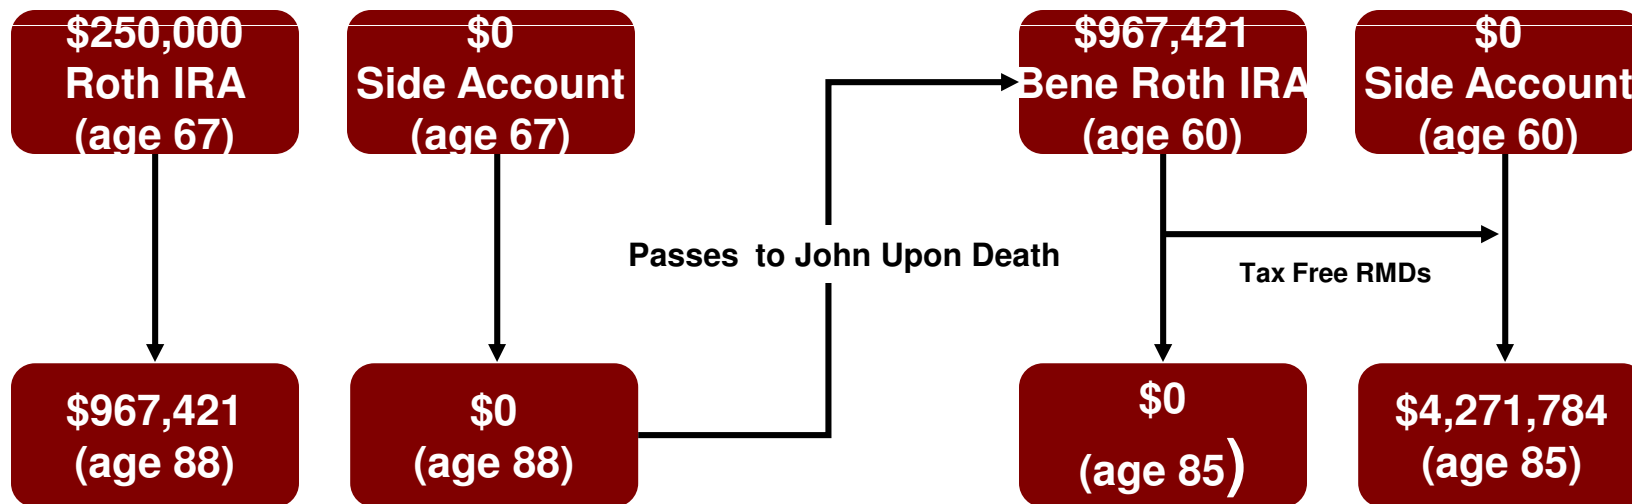 $250,000
Roth IRA
(age 67)
$0
Side Account
(age 67)
$967,421
Bene Roth IRA
(age 60)
$0
Side Account
(age 60)
Passes to John Upon Death
Tax Free RMDs
$967,421
(age 88)
$0
(age 88)
$0
(age 85)
$4,271,784
(age 85)